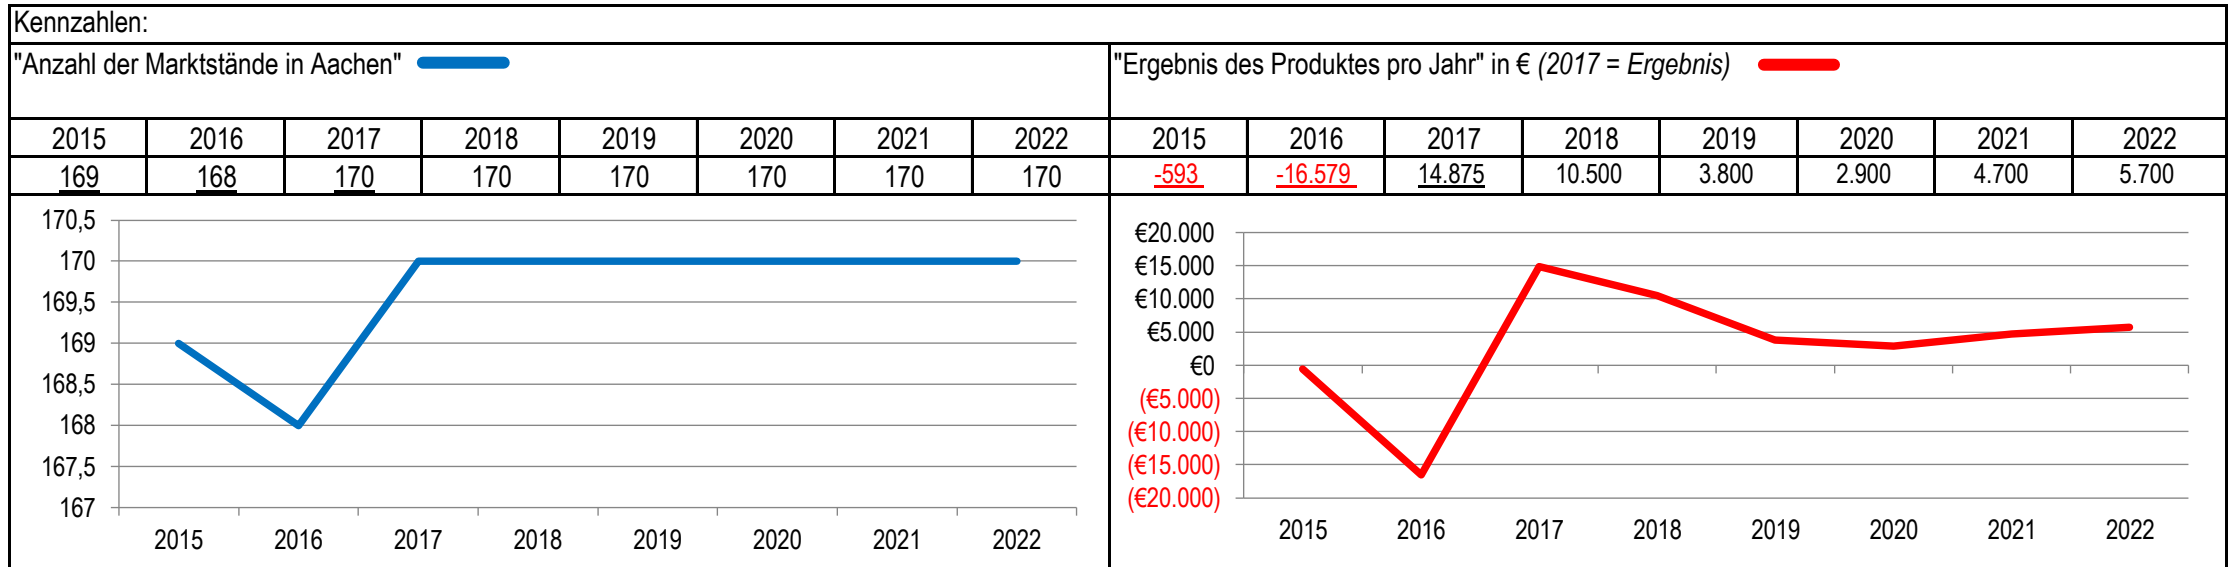 Kennzahlen:
"Anzahl der Marktstände in Aachen"
"Ergebnis des Produktes pro Jahr" in € (2017 = Ergebnis)
2015 2016 2017 2018 2019 2020 2021 2022
169 168 170 170 170 170 170 170
2015 2016 2017 2018 2019 2020 2021 2022
-593 -16.579 14.875 10.500 3.800 2.900 4.700 5.700
170,5
170
169,5
169
168,5
168
167,5
167
2015 2016 2017 2018 2019 2020 2021 2022
€20.000
€15.000
€10.000
€5.000
€0
(€5.000)
(€10.000)
(€15.000)
(€20.000)
2015 2016 2017 2018 2019 2020 2021 2022